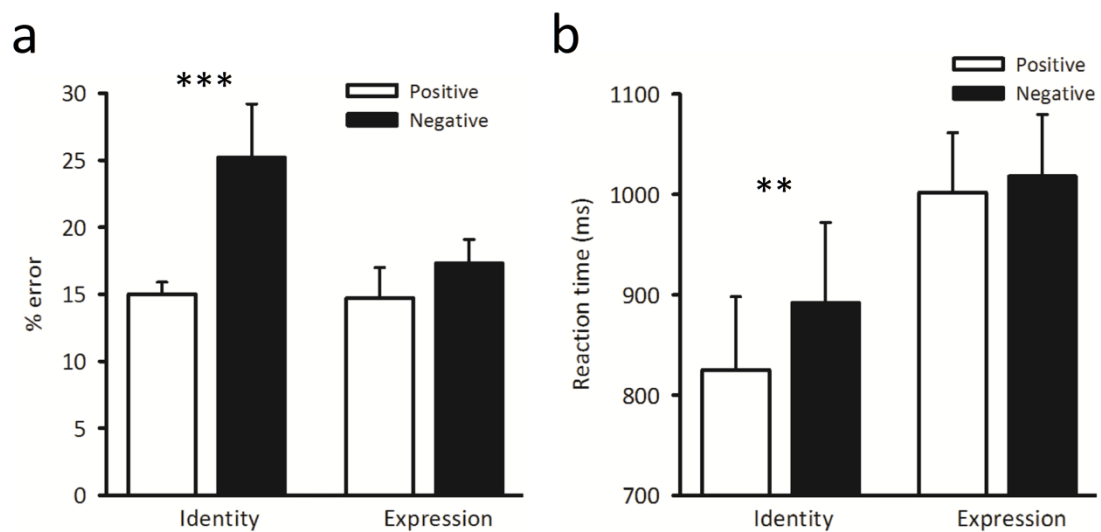 a
***
Positive
Negative
30
25
20
15
10
5
0
% error
Identity
Expression
b
Positive
Negative
1100
**
1000
900
800
700
Reaction time (ms)
Identity
Expression